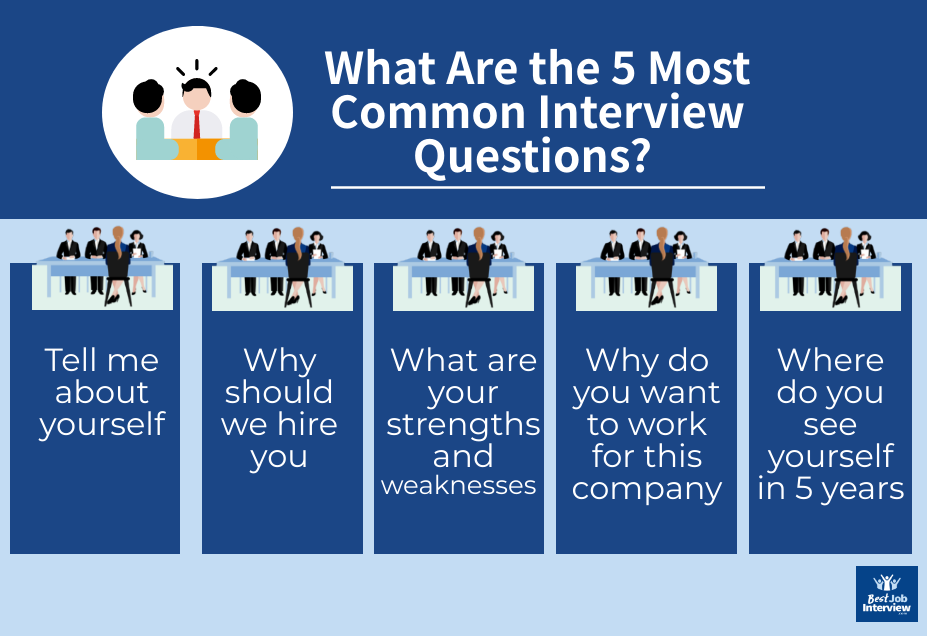 What Are the 5 Most
Common Interview
Questions?
Tell me
about
yourself
Why
should
we hire
you
What are
your
strengths
and
weaknesses
Why do
you want
to work
for this
company
Where
do you
see
yourself
in 5 years
Best Job
Interview